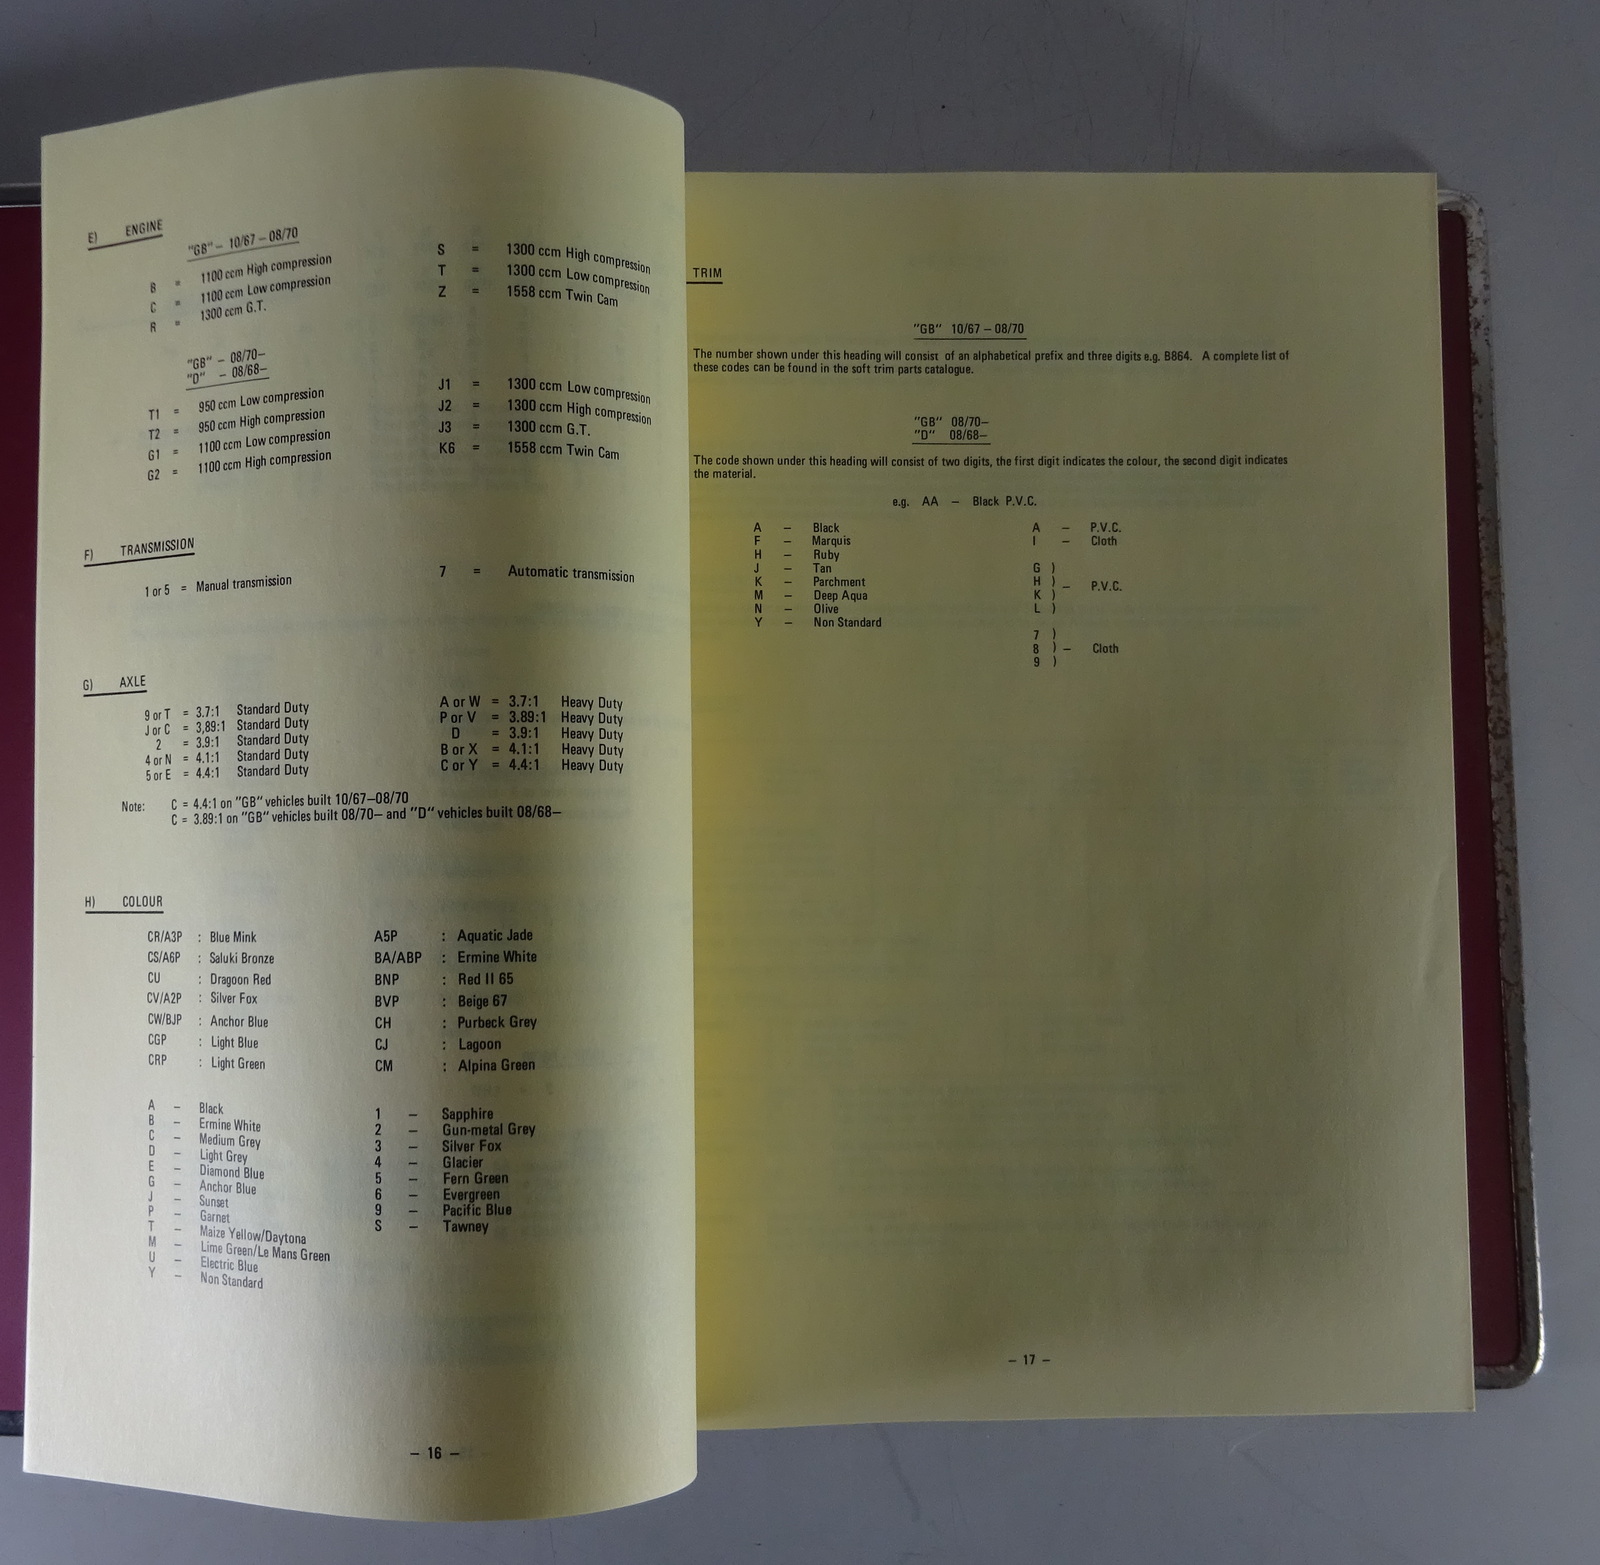 E) ENGINE
"GB" – 10/67 – 08/70
B = 1100 ccm High compression
C = 1100 ccm Low compression
R = 1300 ccm G.T.
S = 1300 ccm High compression
T = 1300 ccm Low compression
Z = 1558 ccm Twin Cam
"GB" – 08/70–
"D" – 08/68–
T1 = 950 ccm Low compression
T2 = 950 ccm High compression
G1 = 1100 ccm Low compression
G2 = 1100 ccm High compression
J1 = 1300 ccm Low compression
J2 = 1300 ccm High compression
J3 = 1300 ccm G.T.
K6 = 1558 ccm Twin Cam
F) TRANSMISSION
1 or 5 = Manual transmission
7 = Automatic transmission
G) AXLE
9 or T = 3.7:1 Standard Duty
J or C = 3,89:1 Standard Duty
2 = 3.9:1 Standard Duty
4 or N = 4.1:1 Standard Duty
5 or E = 4.4:1 Standard Duty
A or W = 3.7:1 Heavy Duty
P or V = 3.89:1 Heavy Duty
D = 3.9:1 Heavy Duty
B or X = 4.1:1 Heavy Duty
C or Y = 4.4:1 Heavy Duty
Note: C = 4.4:1 on "GB" vehicles built 10/67–08/70
C = 3.89:1 on "GB" vehicles built 08/70– and "D" vehicles built 08/68–
H) COLOUR
CR/A3P : Blue Mink
CS/A6P : Saluki Bronze
CU : Dragoon Red
CV/A2P : Silver Fox
CW/BJP : Anchor Blue
CGP : Light Blue
CRP : Light Green
A5P : Aquatic Jade
BA/ABP : Ermine White
BNP : Red II 65
BVP : Beige 67
CH : Purbeck Grey
CJ : Lagoon
CM : Alpina Green
A – Black
B – Ermine White
C – Medium Grey
D – Light Grey
E – Diamond Blue
G – Anchor Blue
J – Sunset
P – Garnet
T – Maize Yellow/Daytona
M – Lime Green/Le Mans Green
U – Electric Blue
Y – Non Standard
1 – Sapphire
2 – Gun-metal Grey
3 – Silver Fox
4 – Glacier
5 – Fern Green
6 – Evergreen
9 – Pacific Blue
S – Tawney
– 16 –
TRIM
"GB" 10/67 – 08/70
The number shown under this heading will consist of an alphabetical prefix and three digits e.g. B864. A complete list of
these codes can be found in the soft trim parts catalogue.
"GB" 08/70–
"D" 08/68–
The code shown under this heading will consist of two digits, the first digit indicates the colour, the second digit indicates
the material.
e.g. AA – Black P.V.C.
A – Black
F – Marquis
H – Ruby
J – Tan
K – Parchment
M – Deep Aqua
N – Olive
Y – Non Standard
A – P.V.C.
I – Cloth
G )
H ) – P.V.C.
K )
L )
7 )
8 ) – Cloth
9 )
– 17 –